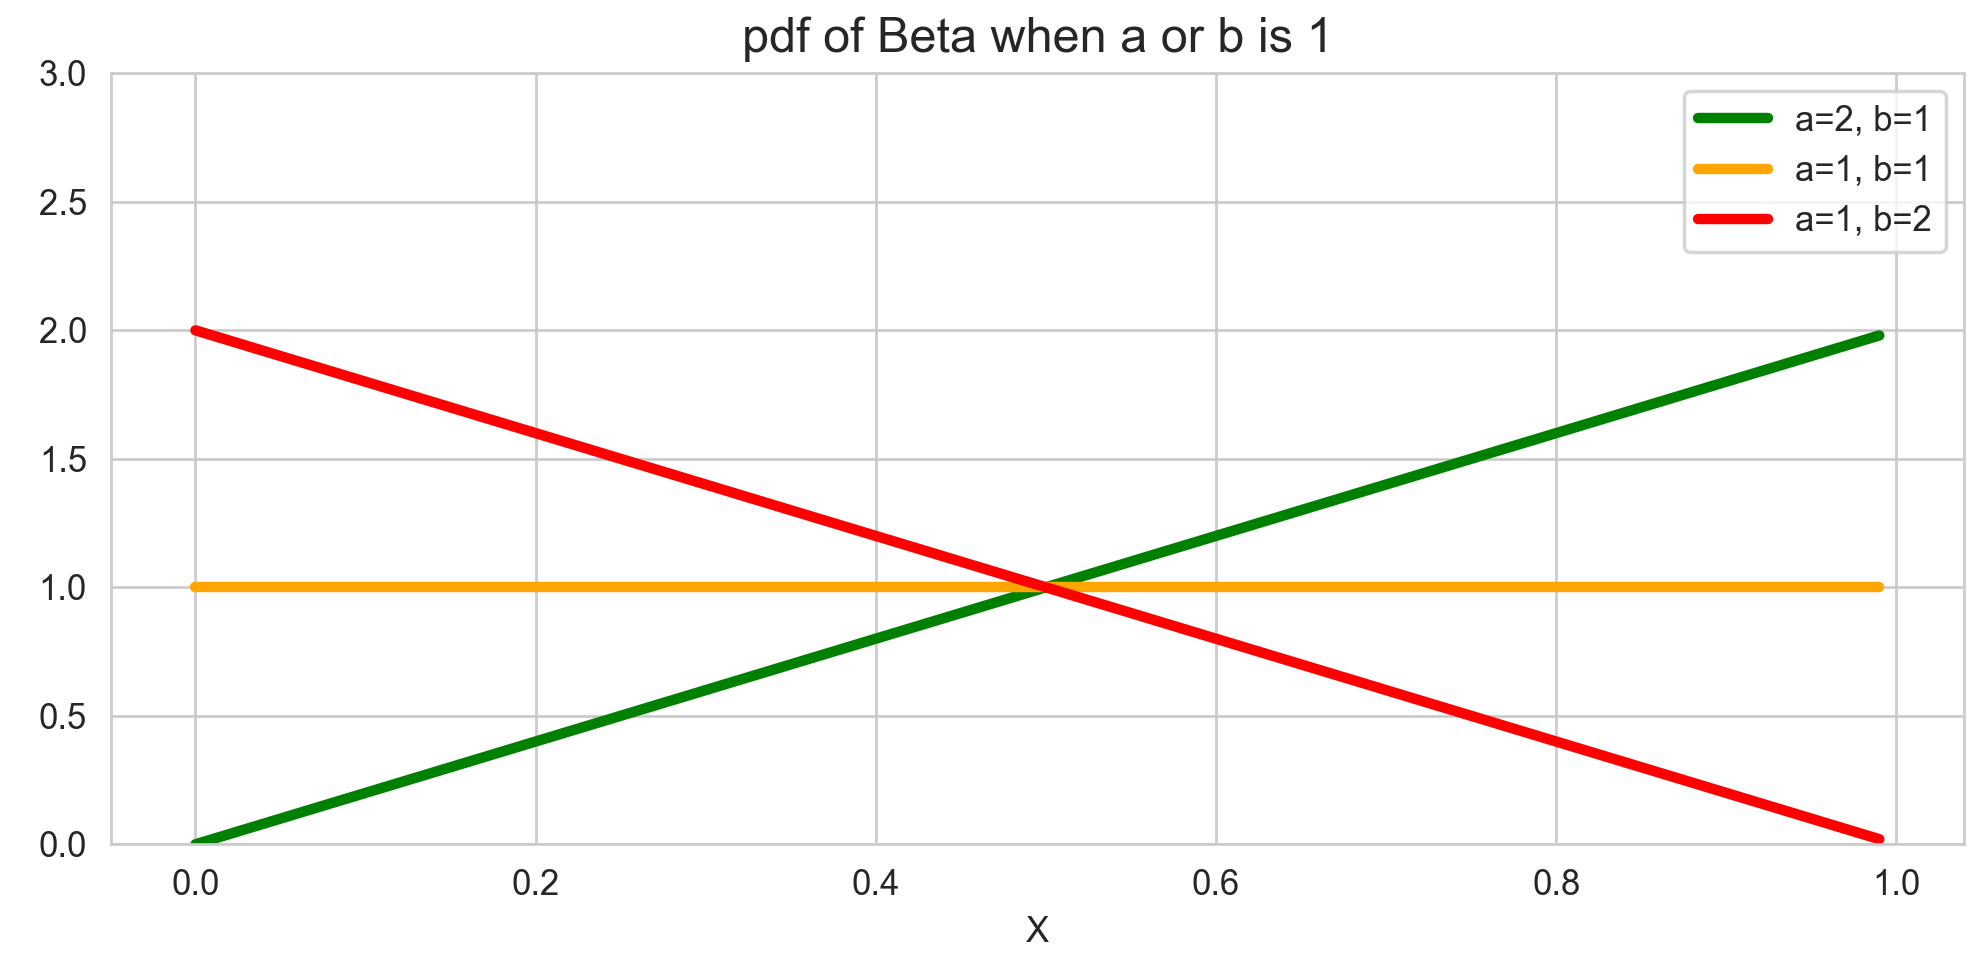 pdf of Beta when a or b is 1
3.0
2.5
2.0
1.5
1.0
0.5
0.0
a=2, b=1
a=1, b=1
a=1, b=2
0.0 0.2 0.4 0.6 0.8 1.0
X